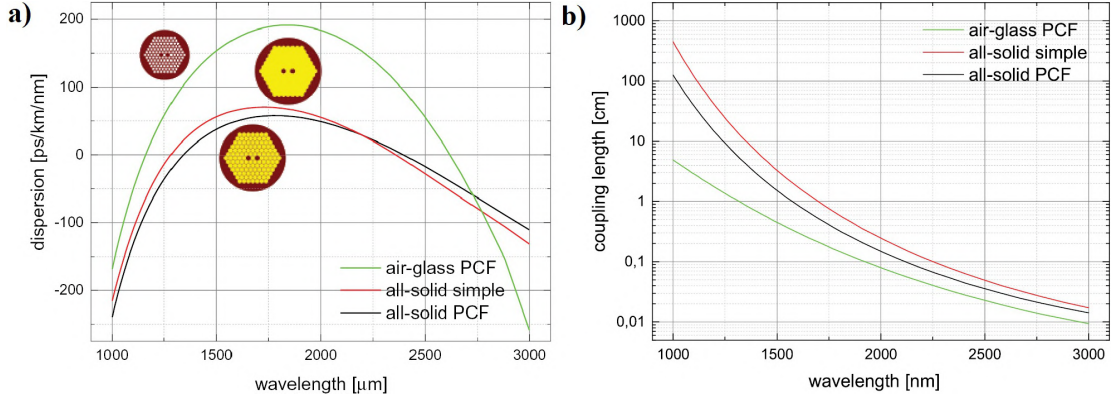 a)
200
150
100
50
0
-100
-200
dispersion [ps/km/nm]
air-glass PCF
all-solid simple
all-solid PCF
1000 1500 2000 2500 3000
wavelength [μm]
b)
1000
100
10
1
0,1
0,01
coupling length [cm]
air-glass PCF
all-solid simple
all-solid PCF
1000 1500 2000 2500 3000
wavelength [nm]